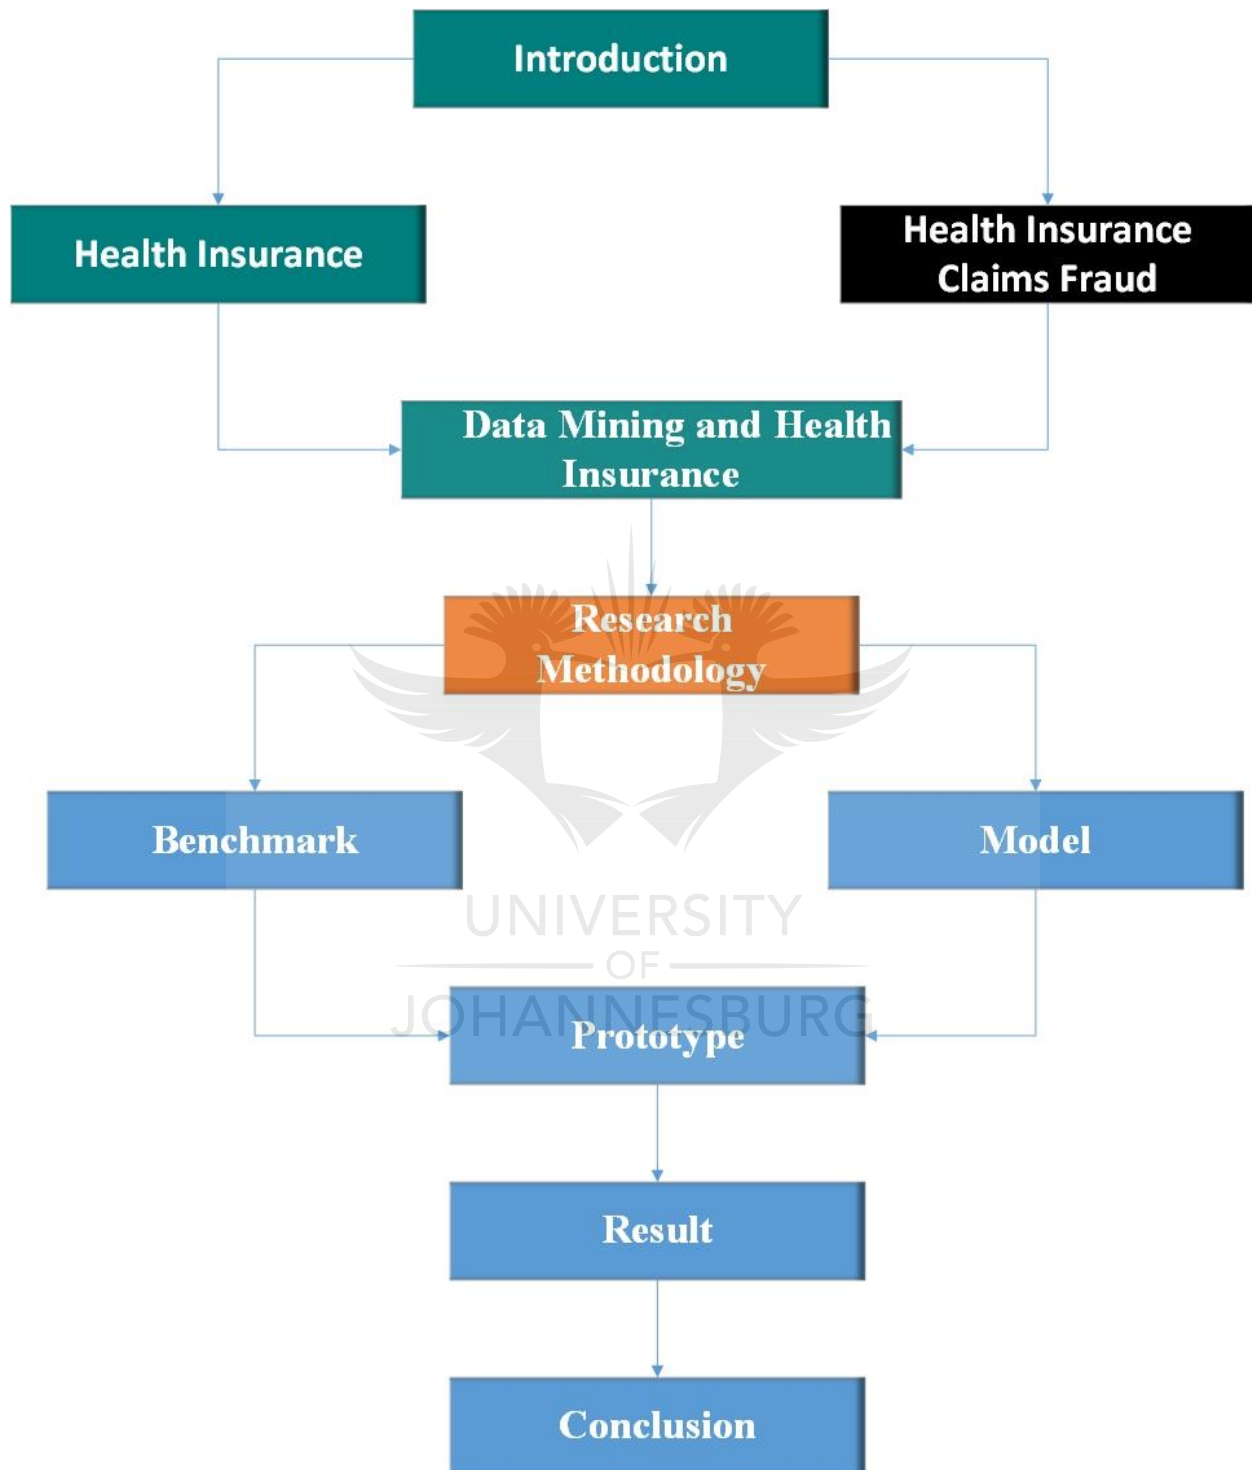 Introduction
Health Insurance
Health Insurance
Claims Fraud
Data Mining and Health
Insurance
Research
Methodology
Benchmark
Model
UNIVERSITY
OF
JOHANNESBURG
Prototype
Result
Conclusion